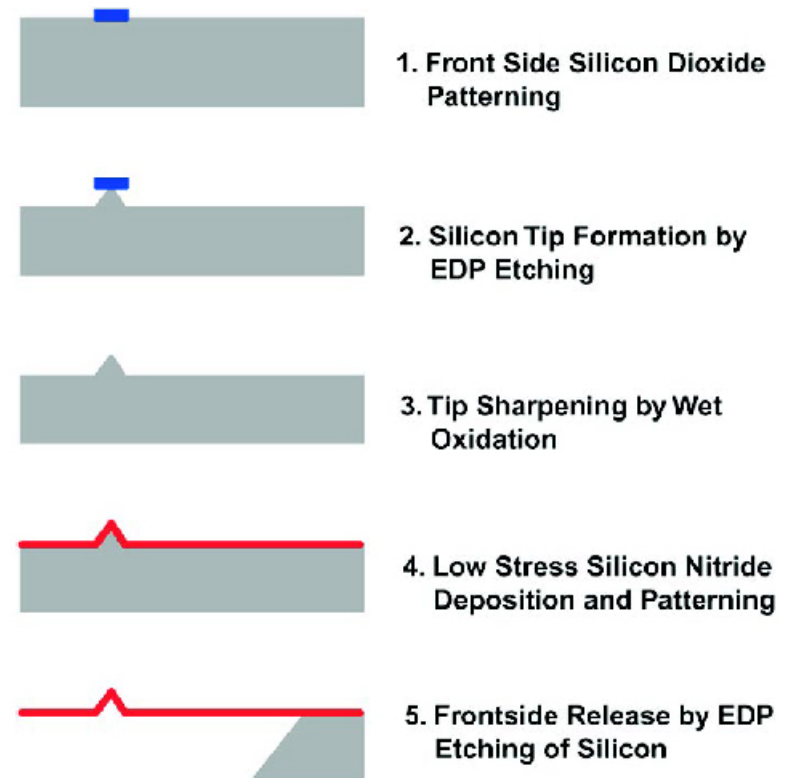 1. Front Side Silicon Dioxide
Patterning
2. Silicon Tip Formation by
EDP Etching
3. Tip Sharpening by Wet
Oxidation
4. Low Stress Silicon Nitride
Deposition and Patterning
5. Frontside Release by EDP
Etching of Silicon